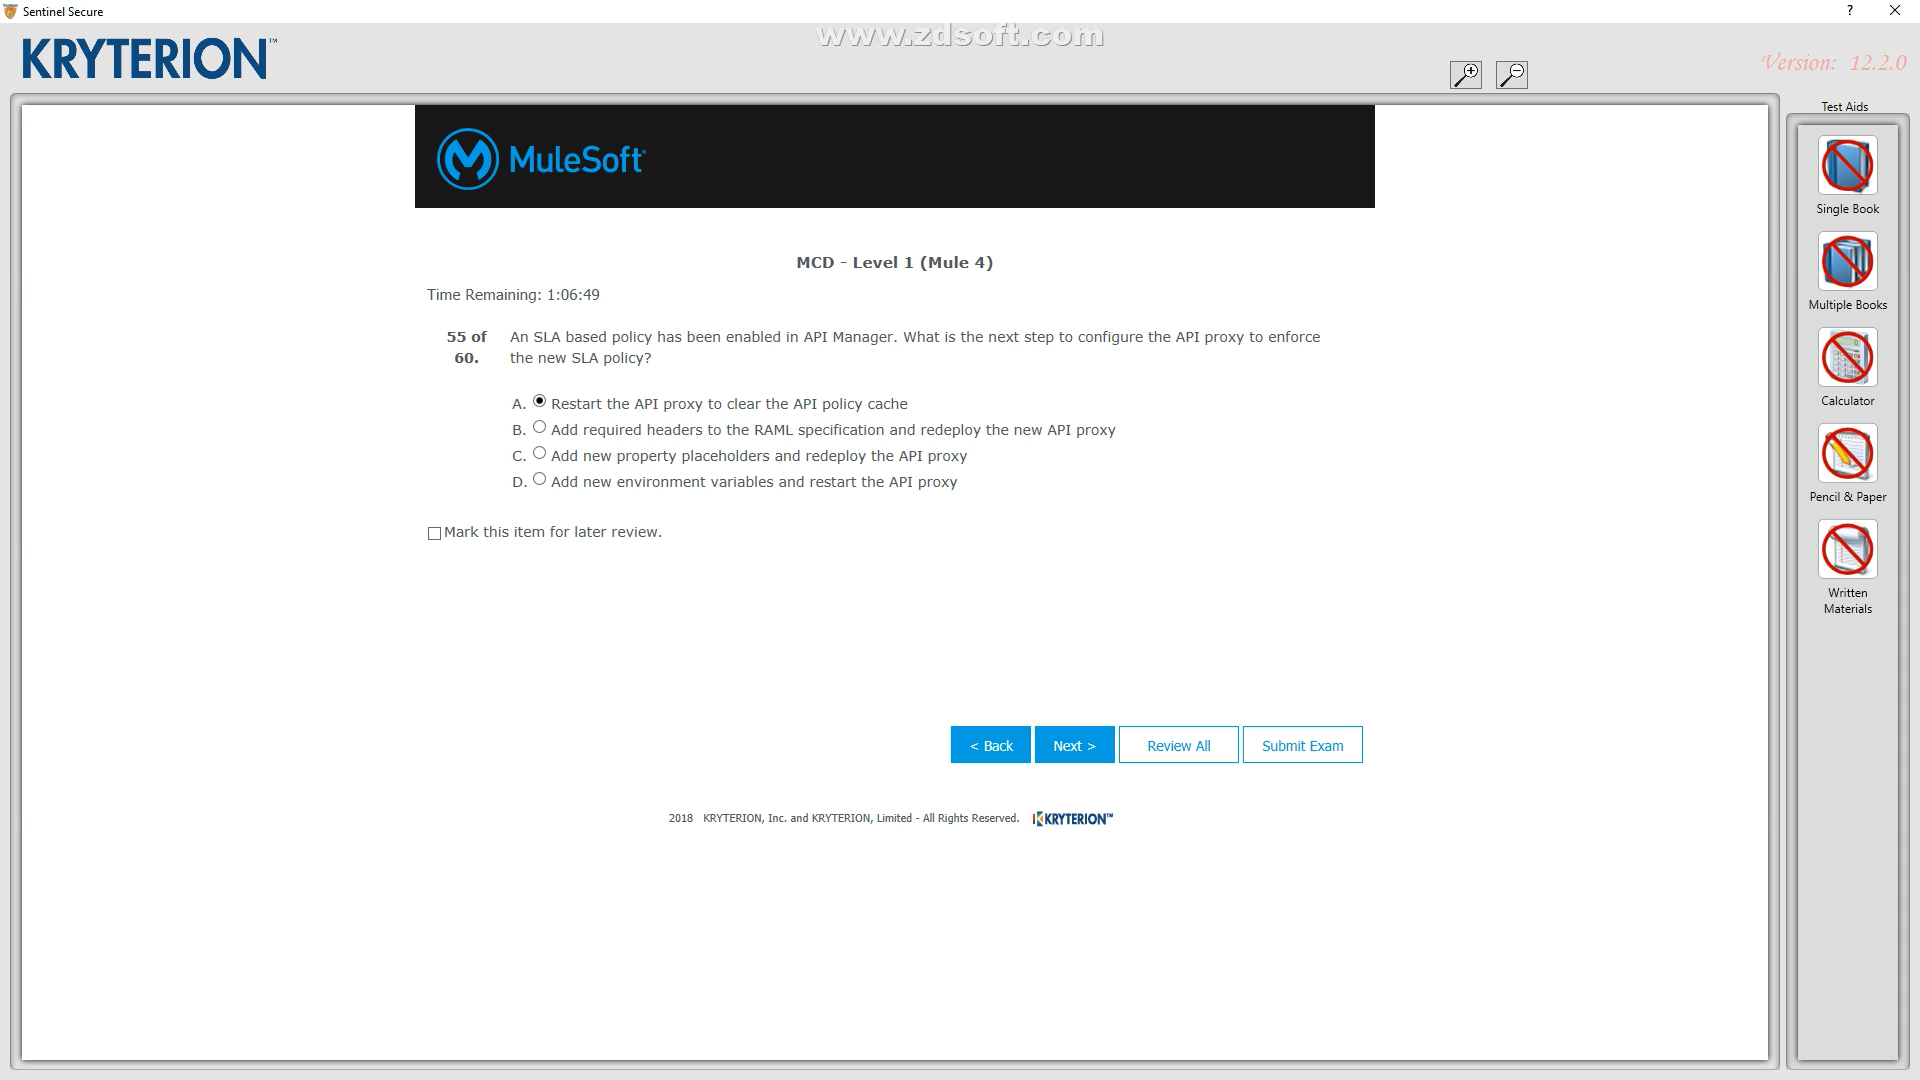 Sentinel Secure
?
KRYTERION™
www.zdsoft.com
Version: 12.2.0
Test Aids
MuleSoft
Single Book
MCD - Level 1 (Mule 4)
Time Remaining: 1:06:49
Multiple Books
55 of
60.
An SLA based policy has been enabled in API Manager. What is the next step to configure the API proxy to enforce
the new SLA policy?
A. Restart the API proxy to clear the API policy cache
B. Add required headers to the RAML specification and redeploy the new API proxy
C. Add new property placeholders and redeploy the API proxy
D. Add new environment variables and restart the API proxy
Calculator
Pencil & Paper
Mark this item for later review.
Written
Materials
< Back
Next >
Review All
Submit Exam
2018 KRYTERION, Inc. and KRYTERION, Limited - All Rights Reserved. KRYTERION™